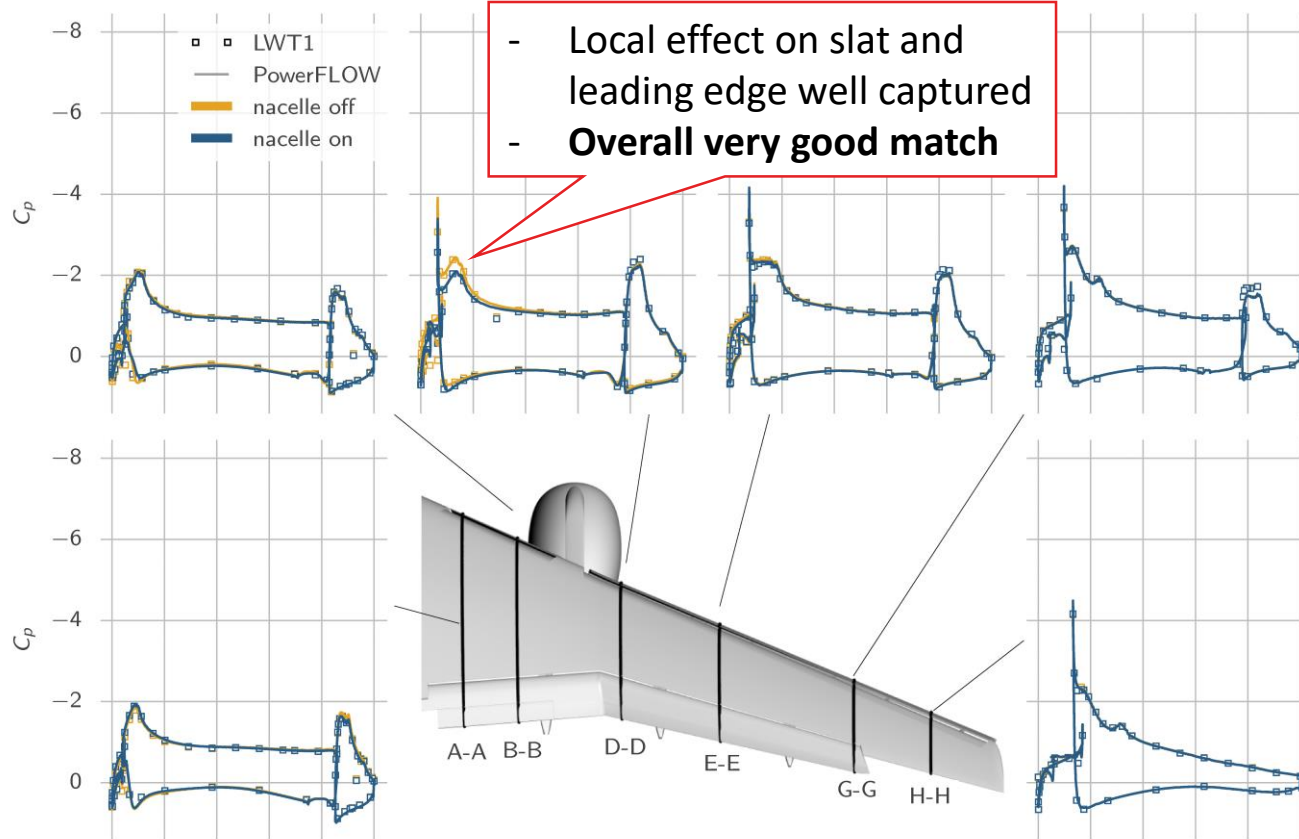 −8
LWT1
PowerFLOW
nacelle off
nacelle on
- Local effect on slat and
leading edge well captured
- Overall very good match
−6
−4
−2
0
Cp
−8
−6
−4
−2
0
Cp
A-A
B-B
D-D
E-E
G-G
H-H